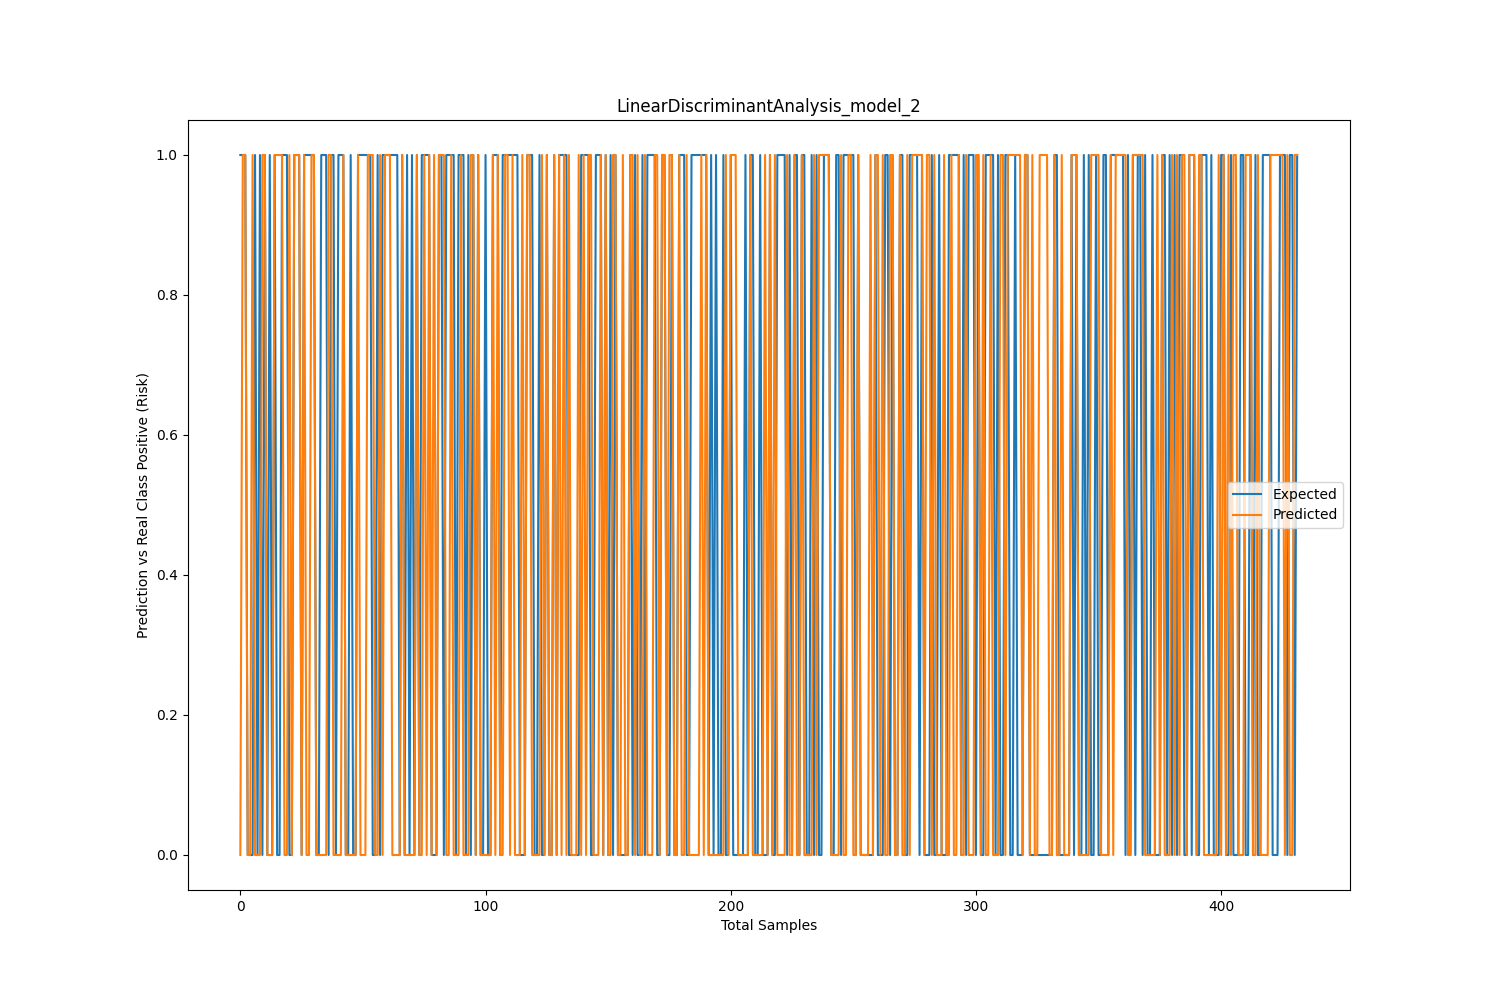 LinearDiscriminantAnalysis_model_2
1.0
0.8
0.6
0.4
0.2
0.0
Prediction vs Real Class Positive (Risk)
Expected
Predicted
0
100
200
300
400
Total Samples